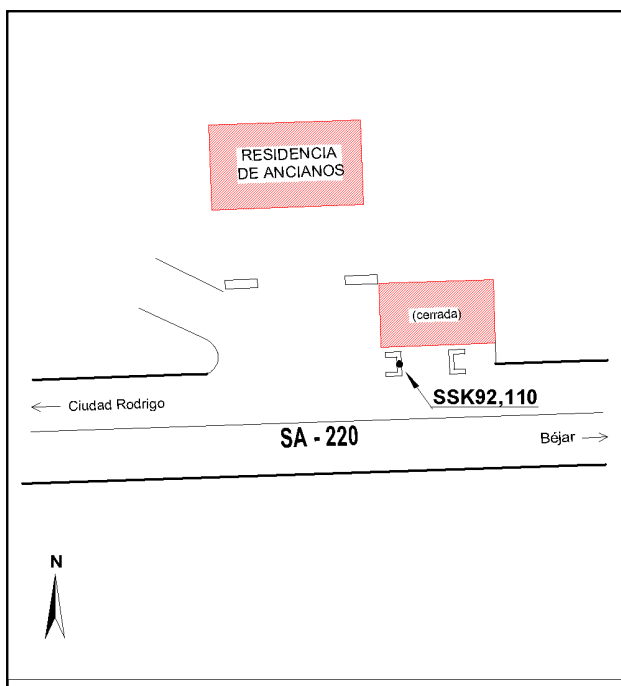 RESIDENCIA
DE ANCIANOS
(cerrada)
SSK92,110
Ciudad Rodrigo
SA - 220
Béjar
N